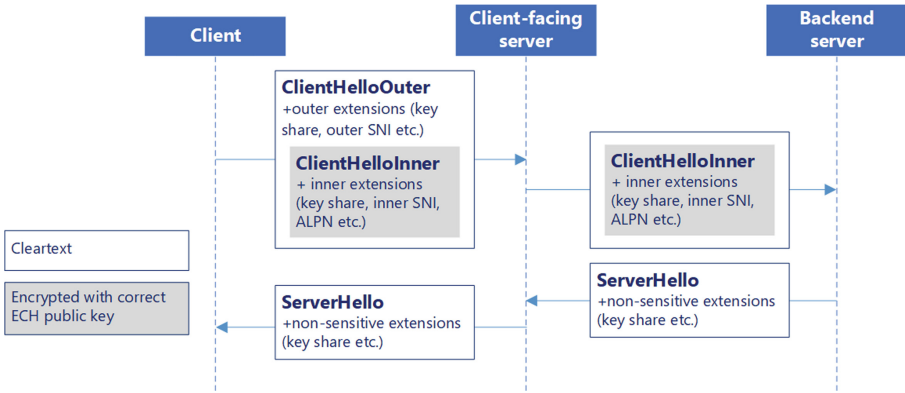 Client
Client-facing
server
Backend
server
ClientHelloOuter
+outer extensions (key
share, outer SNI etc.)
ClientHelloInner
+ inner extensions
(key share, inner SNI,
ALPN etc.)
ClientHelloInner
+ inner extensions
(key share, inner SNI,
ALPN etc.)
Cleartext
Encrypted with correct
ECH public key
ServerHello
+non-sensitive extensions
(key share etc.)
ServerHello
+non-sensitive extensions
(key share etc.)